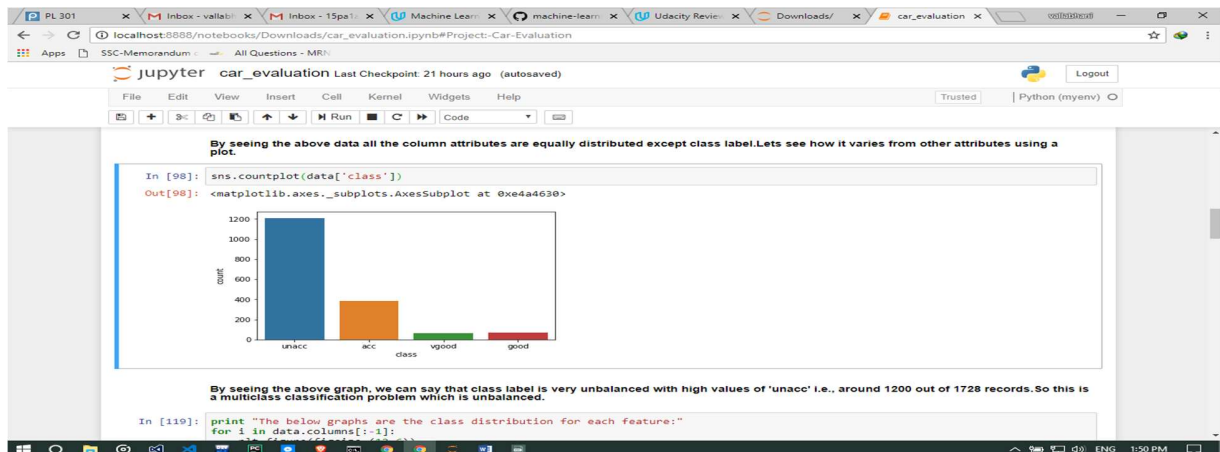 PL 301
Inbox - vallabh
Inbox - 15pa1
Machine Learn
machine-learn
Udacity Review
Downloads/
car_evaluation
localhost:8888/notebooks/Downloads/car_evaluation.ipynb#Project:-Car-Evaluation
Apps SSC-Memorandum All Questions - MRN
jupyter car_evaluation Last Checkpoint: 21 hours ago (autosaved)
Logout
File Edit View Insert Cell Kernel Widgets Help
Trusted Python (myenv)
Run Code
By seeing the above data all the column attributes are equally distributed except class label.Lets see how it varies from other attributes using a
plot.
In [98]: sns.countplot(data['class'])
Out[98]: <matplotlib.axes._subplots.AxesSubplot at 0xe4a4630>
1200
1000
800
600
400
200
0
count
unacc acc vgood good
class
By seeing the above graph, we can say that class label is very unbalanced with high values of 'unacc' i.e., around 1200 out of 1728 records.So this is
a multiclass classification problem which is unbalanced.
In [119]: print "The below graphs are the class distribution for each feature:"
for i in data.columns[:-1]:
ENG 1:50 PM